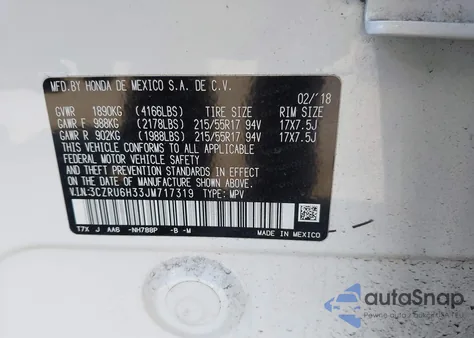 MFD.BY HONDA DE MEXICO S.A. DE C.V.
02/'18
GVWR 1890KG (4166LBS) TIRE SIZE RIM SIZE
GAWR F 988KG (2178LBS) 215/55R17 94V 17X7.5J
GAWR R 902KG (1988LBS) 215/55R17 94V 17X7.5J
THIS VEHICLE CONFORMS TO ALL APPLICABLE
FEDERAL MOTOR VEHICLE SAFETY, BUMPER,
AND THEFT PREVENTION STANDARDS IN EFFECT
ON THE DATE OF MANUFACTURE SHOWN ABOVE.
V.I.N:3CZRU6H33JM717319 TYPE: MPV
T7X J AA6 -NH788P -B -M
MADE IN MEXICO
autoSnap